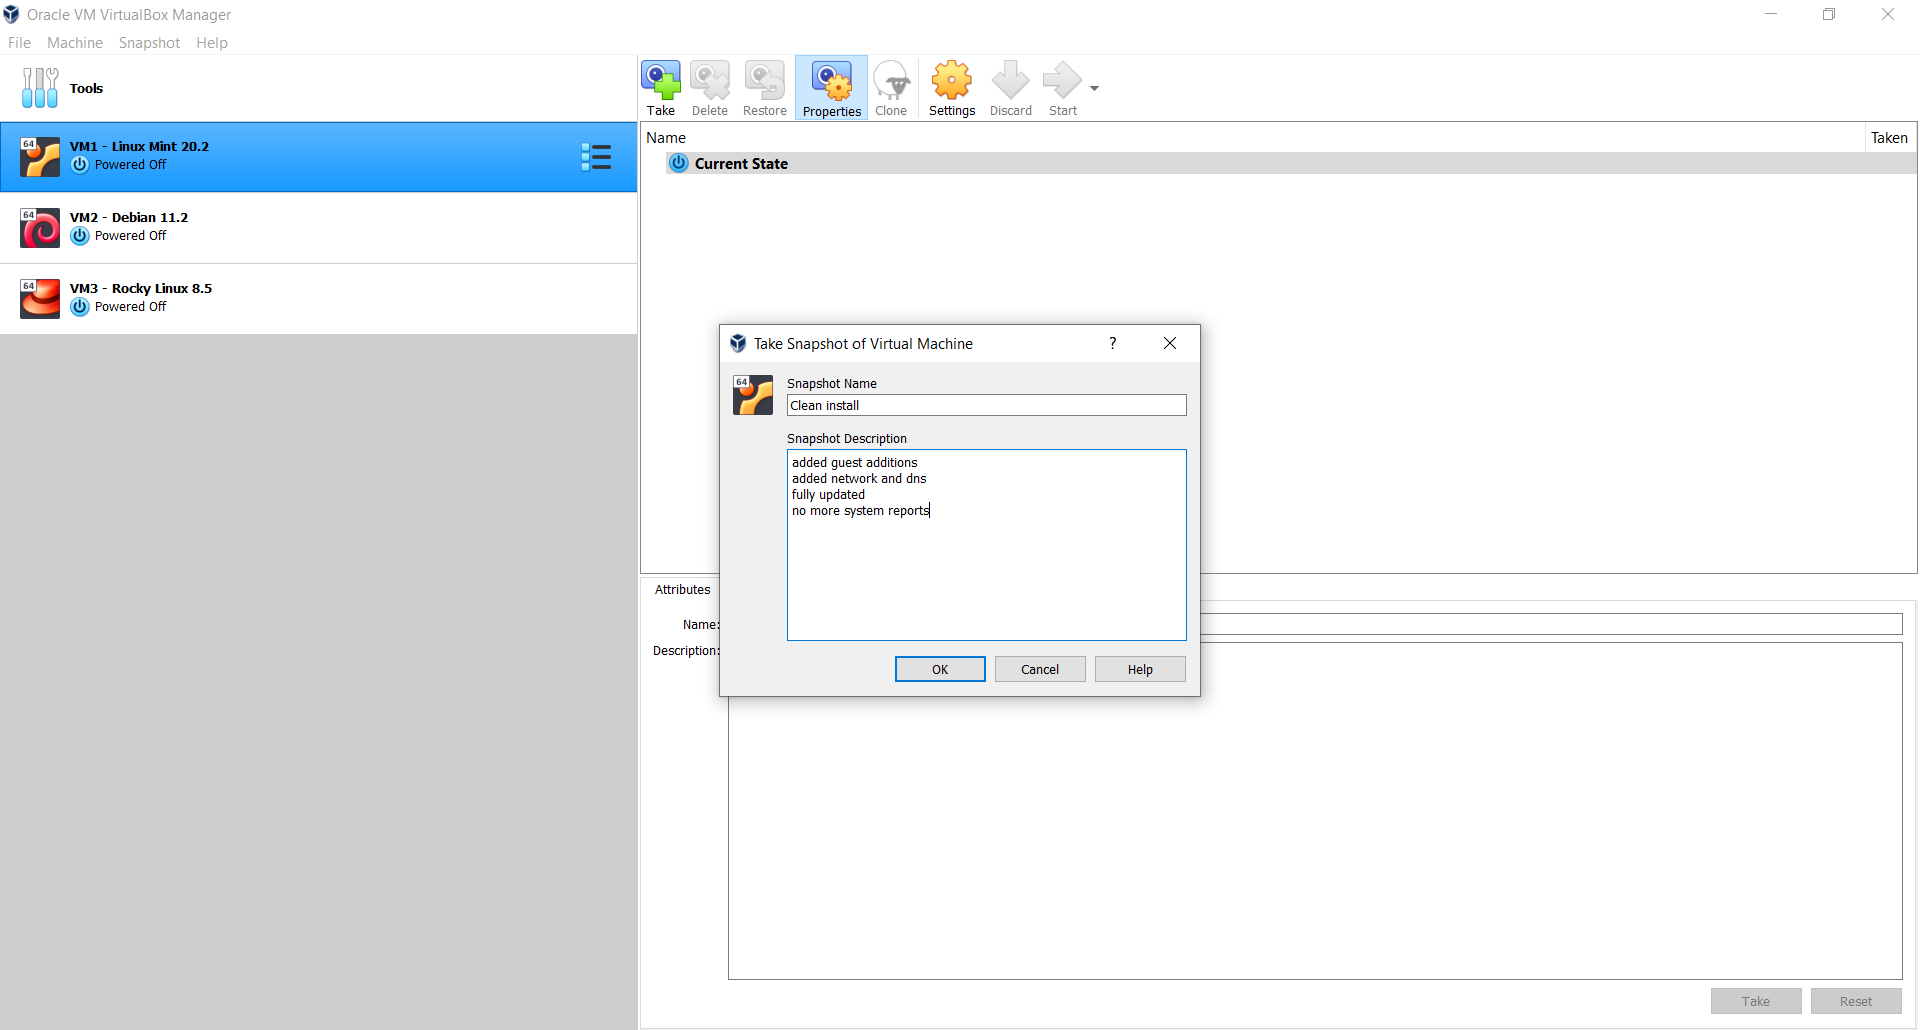 Oracle VM VirtualBox Manager
File Machine Snapshot Help
Tools
64
VM1 - Linux Mint 20.2
Powered Off
64
VM2 - Debian 11.2
Powered Off
64
VM3 - Rocky Linux 8.5
Powered Off
Take Delete Restore Properties Clone Settings Discard Start
Name Taken
Current State
Take Snapshot of Virtual Machine ?
64
Snapshot Name
Clean install
Snapshot Description
added guest additions
added network and dns
fully updated
no more system reports
OK Cancel Help
Attributes
Name:
Description:
Take Reset